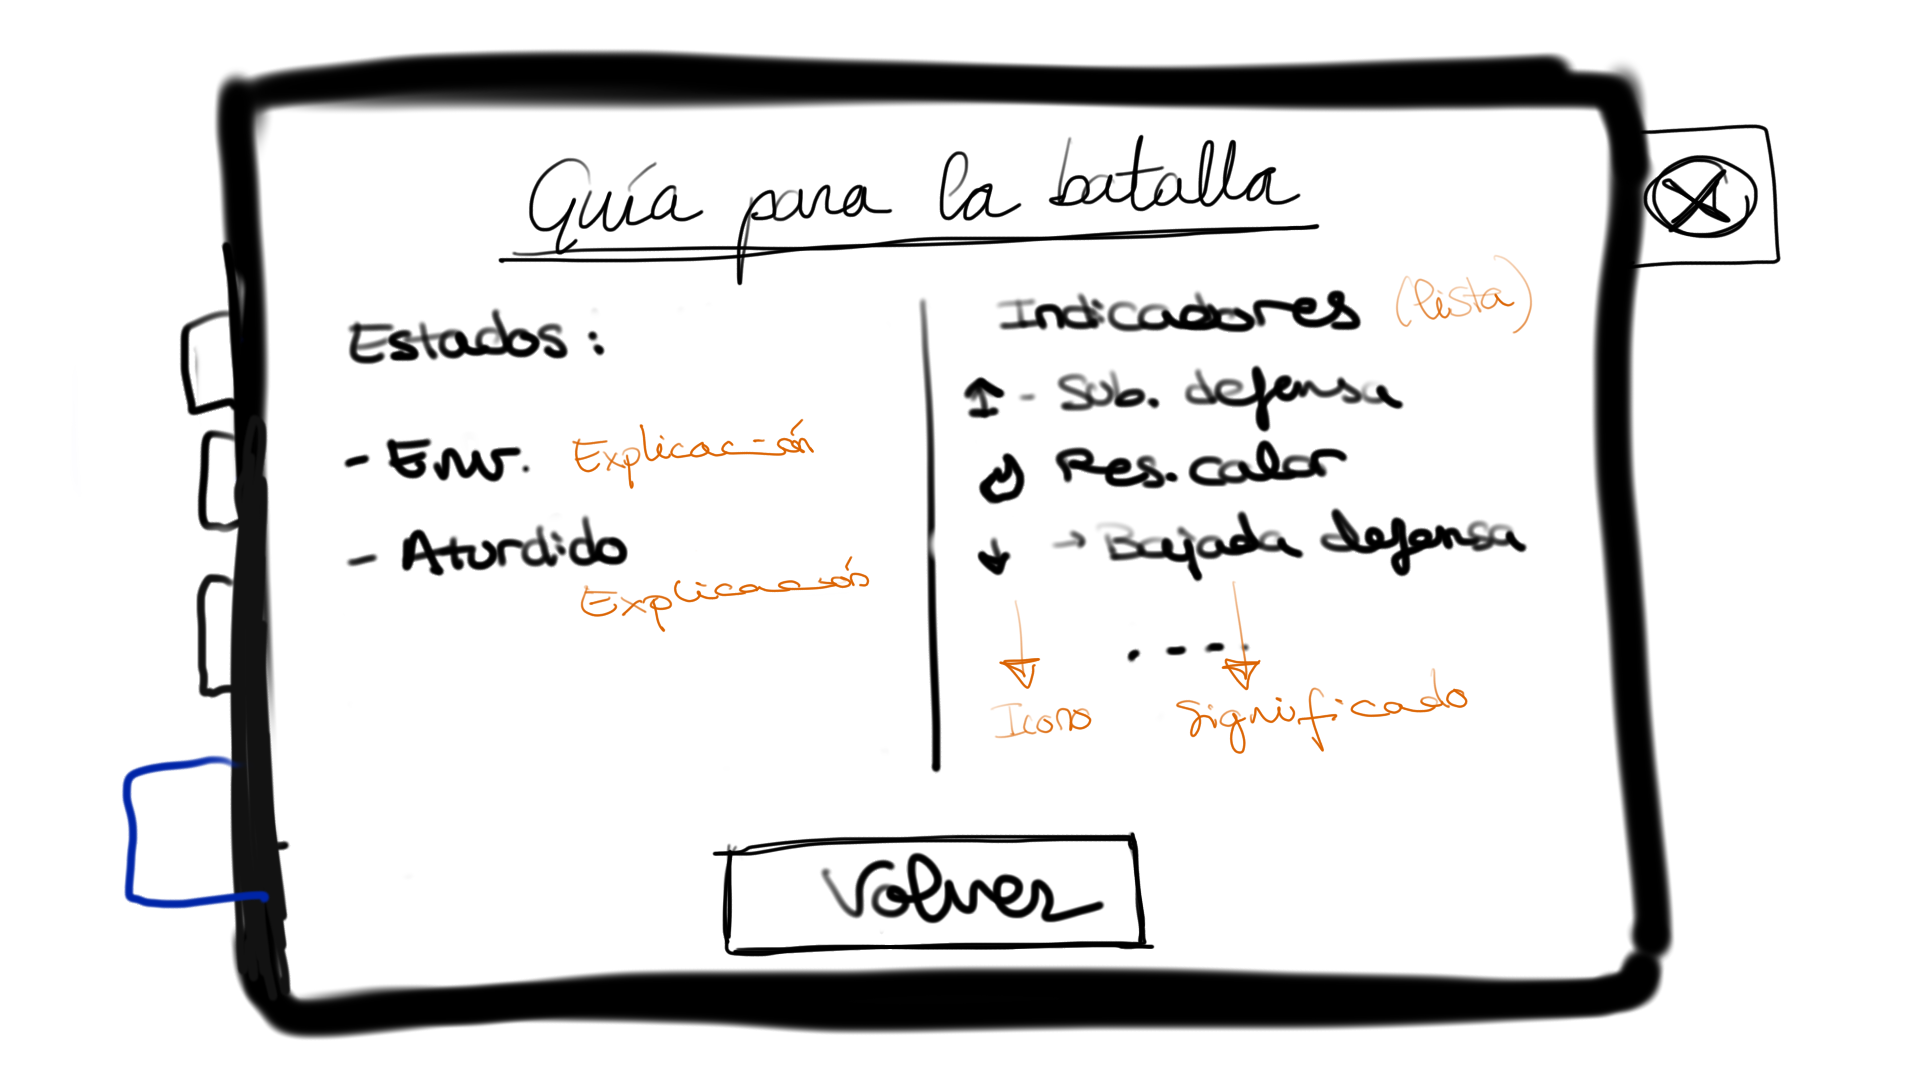 Guía para la batalla
Estados:
- Env. Explicación
- Aturdido
Explicación
Indicadores (lista)
↑ - Sub. defensa
Res. calor
↓ → Bajada defensa
. - - .
Icono Significado
Volver
X